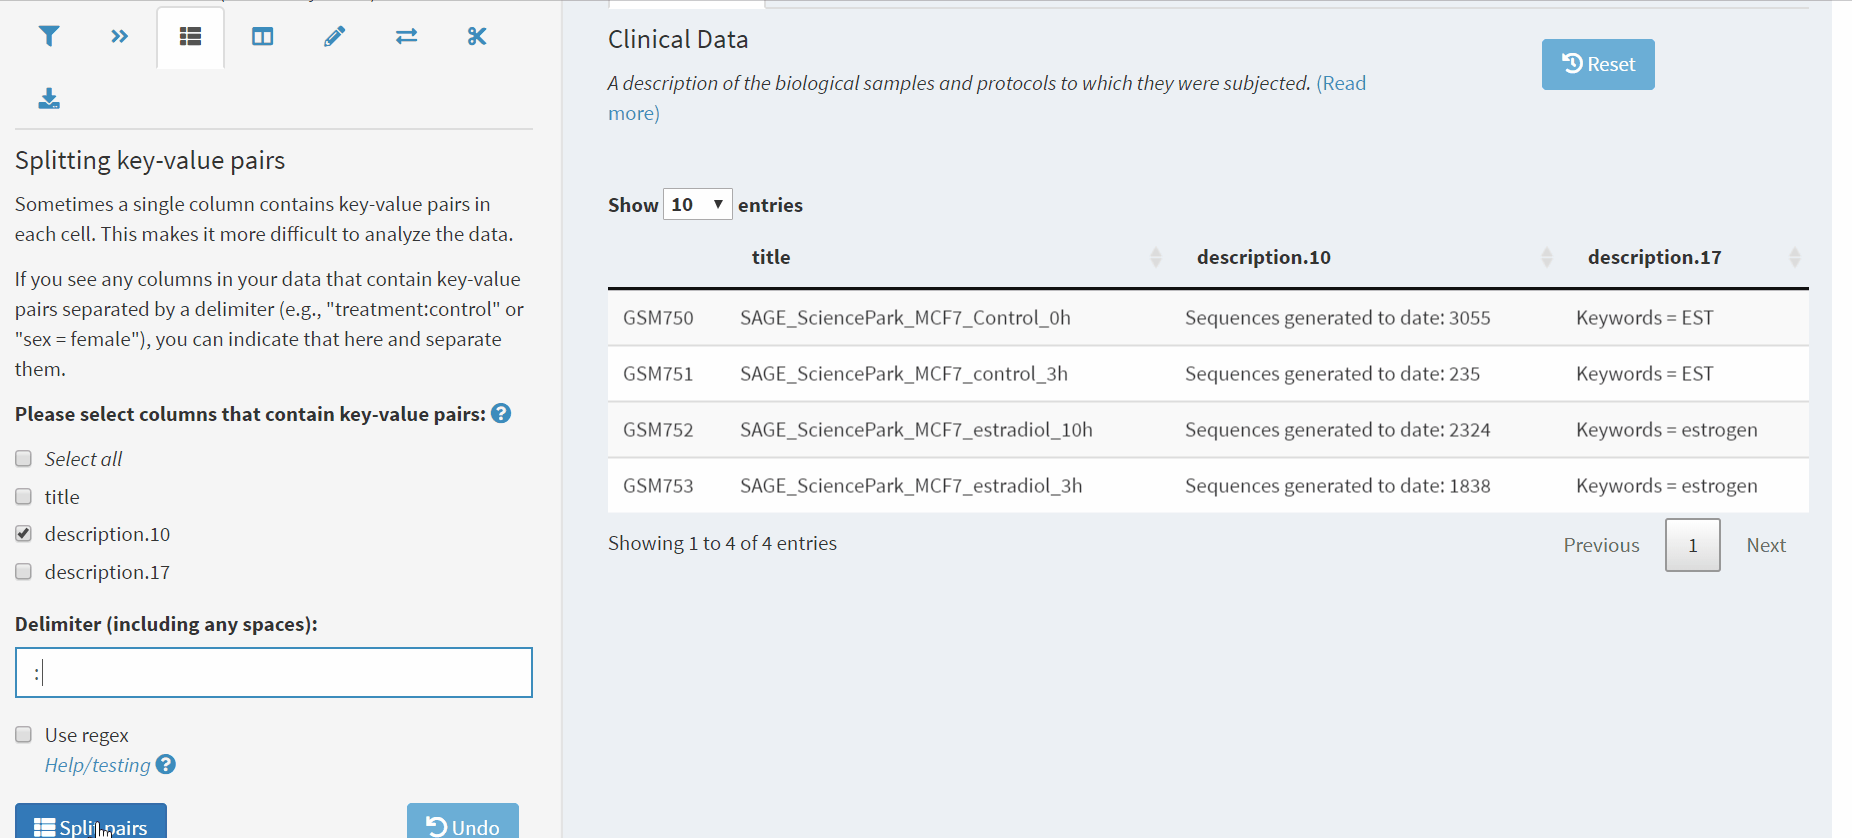 Splitting key-value pairs
Sometimes a single column contains key-value pairs in
each cell. This makes it more difficult to analyze the data.
If you see any columns in your data that contain key-value
pairs separated by a delimiter (e.g., "treatment:control" or
"sex = female"), you can indicate that here and separate
them.
Please select columns that contain key-value pairs:
Select all
title
description.10
description.17
Delimiter (including any spaces):
:
Use regex
Help/testing
Split pairs
Undo
Clinical Data
Reset
A description of the biological samples and protocols to which they were subjected. (Read
more)
Show 10 entries
title description.10 description.17
GSM750 SAGE_SciencePark_MCF7_Control_0h Sequences generated to date: 3055 Keywords = EST
GSM751 SAGE_SciencePark_MCF7_control_3h Sequences generated to date: 235 Keywords = EST
GSM752 SAGE_SciencePark_MCF7_estradiol_10h Sequences generated to date: 2324 Keywords = estrogen
GSM753 SAGE_SciencePark_MCF7_estradiol_3h Sequences generated to date: 1838 Keywords = estrogen
Showing 1 to 4 of 4 entries
Previous 1 Next